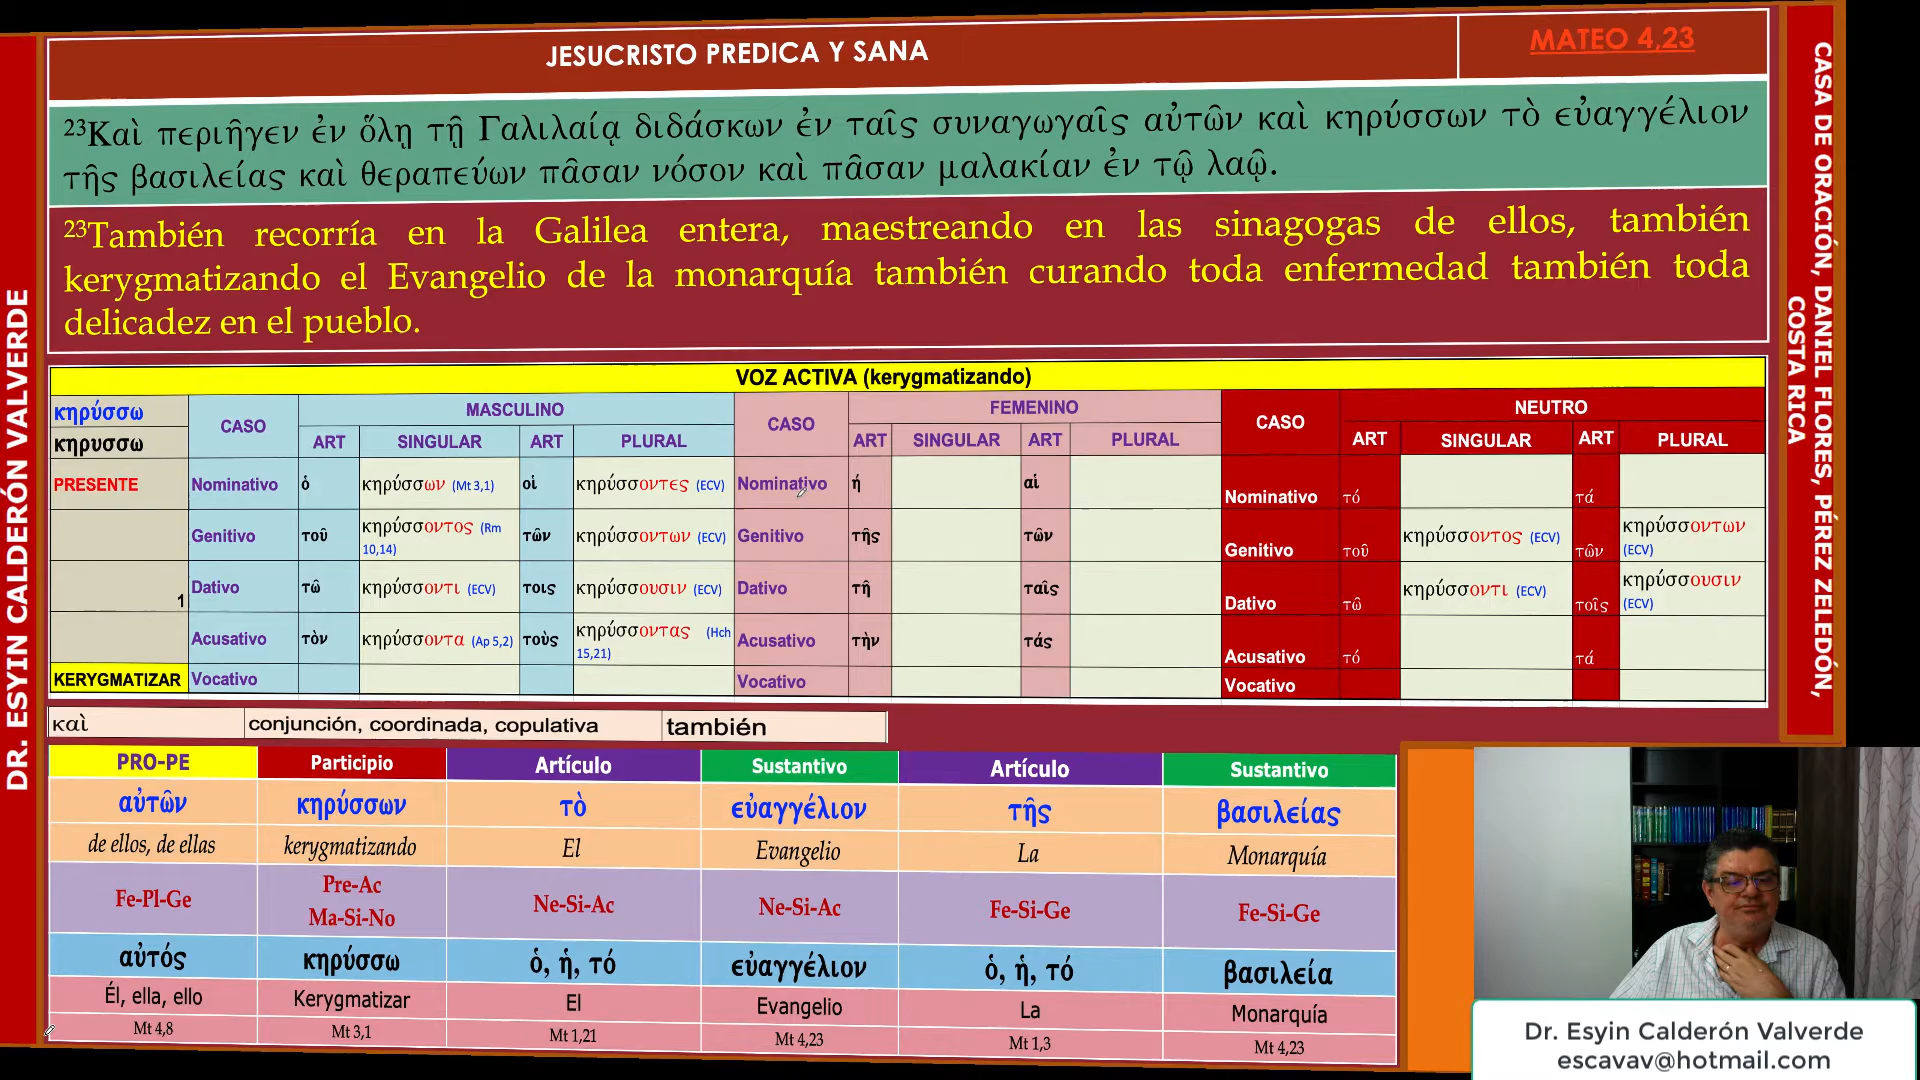 JESUCRISTO PREDICA Y SANA
MATEO 4,23
²³Καὶ περιῆγεν ἐν ὅλῃ τῇ Γαλιλαίᾳ διδάσκων ἐν ταῖς συναγωγαῖς αὐτῶν καὶ κηρύσσων τὸ εὐαγγέλιον
τῆς βασιλείας καὶ θεραπεύων πᾶσαν νόσον καὶ πᾶσαν μαλακίαν ἐν τῷ λαῷ.
²³También recorría en la Galilea entera, maestreando en las sinagogas de ellos, también
kerygmatizando el Evangelio de la monarquía también curando toda enfermedad también toda
delicadez en el pueblo.
VOZ ACTIVA (kerygmatizando)
κηρύσσω CASO MASCULINO CASO FEMENINO CASO NEUTRO
κηρυσσω ART SINGULAR ART PLURAL ART SINGULAR ART PLURAL ART SINGULAR ART PLURAL
PRESENTE Nominativo ὁ κηρύσσων (Mt 3,1) οἱ κηρύσσοντες (ECV) Nominativo ἡ αἱ Nominativo τό τά
Genitivo τοῦ κηρύσσοντος (Rm 10,14) τῶν κηρύσσοντων (ECV) Genitivo τῆς τῶν Genitivo τοῦ κηρύσσοντος (ECV) τῶν κηρύσσοντων (ECV)
1 Dativo τῶ κηρύσσοντι (ECV) τοις κηρύσσουσιν (ECV) Dativo τῆ ταῖς Dativo τῶ κηρύσσοντι (ECV) τοῖς κηρύσσουσιν (ECV)
Acusativo τὸν κηρύσσοντα (Ap 5,2) τοὺς κηρύσσοντας (Hch 15,21) Acusativo τὴν τάς Acusativo τό τά
KERYGMATIZAR Vocativo Vocativo Vocativo
καὶ conjunción, coordinada, copulativa también
PRO-PE Participio Artículo Sustantivo Artículo Sustantivo
αὐτῶν κηρύσσων τὸ εὐαγγέλιον τῆς βασιλείας
de ellos, de ellas kerygmatizando El Evangelio La Monarquía
Fe-Pl-Ge Pre-Ac Ma-Si-No Ne-Si-Ac Ne-Si-Ac Fe-Si-Ge Fe-Si-Ge
αὐτός κηρύσσω ὁ, ἡ, τό εὐαγγέλιον ὁ, ἡ, τό βασιλεία
Él, ella, ello Kerygmatizar El Evangelio La Monarquía
Mt 4,8 Mt 3,1 Mt 1,21 Mt 4,23 Mt 1,3 Mt 4,23
DR. ESYIN CALDERÓN VALVERDE
CASA DE ORACIÓN, DANIEL FLORES, PÉREZ ZELEDÓN,
COSTA RICA
Dr. Esyin Calderón Valverde
escavav@hotmail.com